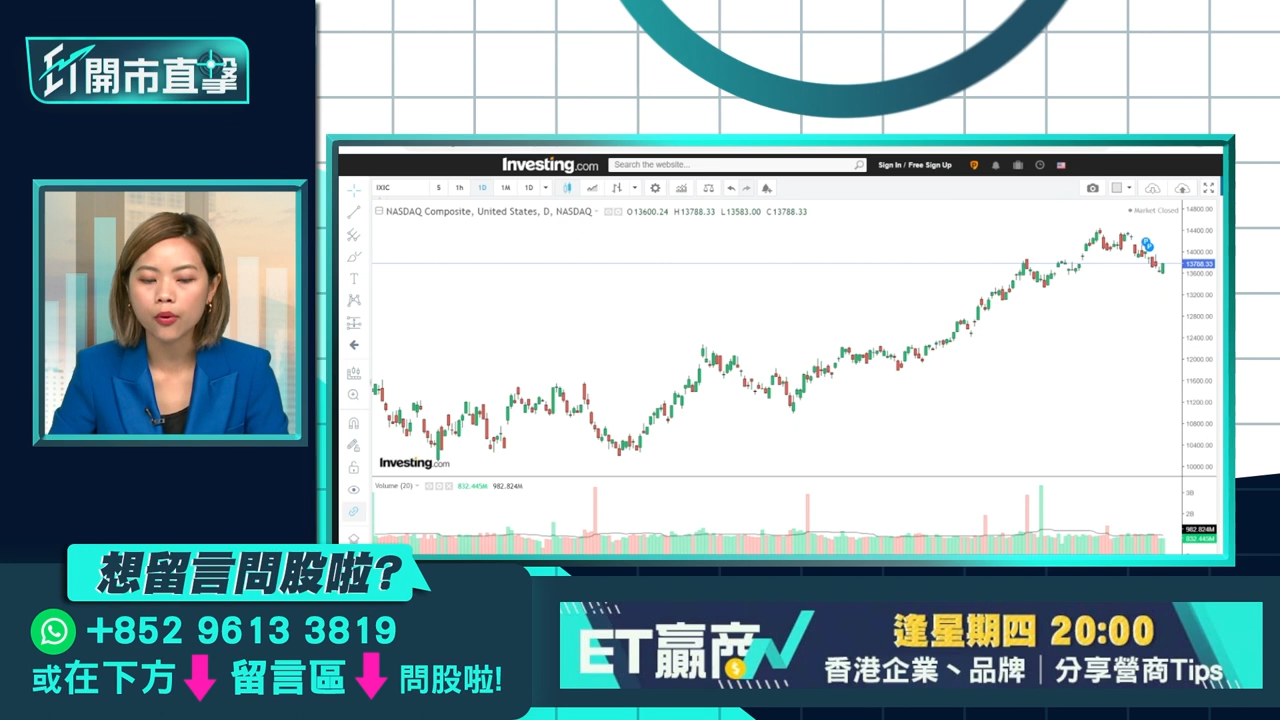 ET開市直擊
Investing.com
Search the website...
Sign In / Free Sign Up
IXIC
5
1h
1D
1M
1D
NASDAQ Composite, United States, D, NASDAQ
O13600.24 H13788.33 L13583.00 C13788.33
Market Closed
14800.00
14400.00
14000.00
13788.33
13600.00
13200.00
12800.00
12400.00
12000.00
11600.00
11200.00
10800.00
10400.00
10000.00
Investing.com
Volume (20)
832.445M 982.824M
3B
2B
982.824M
832.445M
想留言問股啦?
+852 9613 3819
或在下方 留言區 問股啦!
ET贏商
逢星期四 20:00
香港企業、品牌｜分享營商Tips